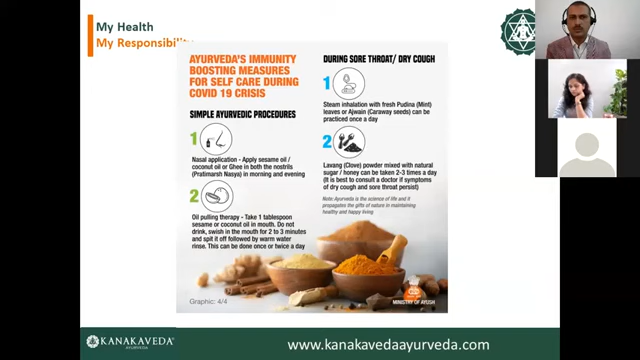 My Health
My Responsibility
AYURVEDA'S IMMUNITY
BOOSTING MEASURES
FOR SELF CARE DURING
COVID 19 CRISIS
SIMPLE AYURVEDIC PROCEDURES
1
Nasal application - Apply sesame oil /
coconut oil or Ghee in both the nostrils
(Pratimarsh Nasya) in morning and evening
2
Oil pulling therapy - Take 1 tablespoon
sesame or coconut oil in mouth. Do not
drink, swish in the mouth for 2 to 3 minutes
and spit it off followed by warm water
rinse. This can be done once or twice a day
Graphic: 4/4
DURING SORE THROAT/ DRY COUGH
1
Steam inhalation with fresh Pudina (Mint)
leaves or Ajwain (Caraway seeds) can be
practiced once a day
2
Lavang (Clove) powder mixed with natural
sugar / honey can be taken 2-3 times a day
(It is best to consult a doctor if symptoms
of dry cough and sore throat persist)
Note: Ayurveda is the science of life and it
propagates the gifts of nature in maintaining
healthy and happy living
MINISTRY OF AYUSH
KANAKAVEDA
AYURVEDA
www.kanakavedaayurveda.com